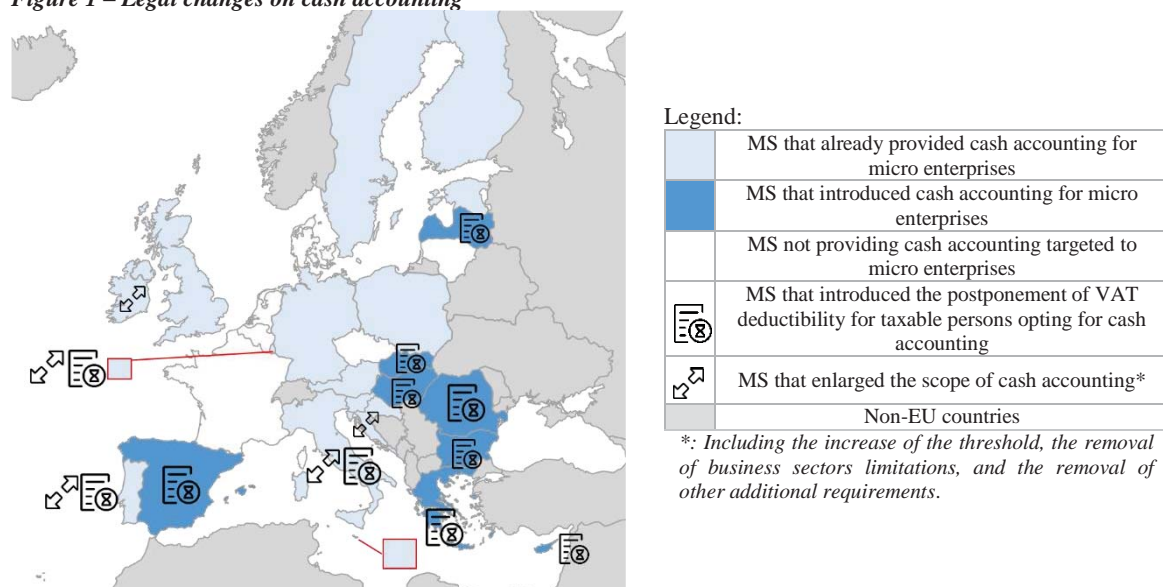 Figure 1 – Legal changes on cash accounting
Legend:
MS that already provided cash accounting for
micro enterprises
MS that introduced cash accounting for micro
enterprises
MS not providing cash accounting targeted to
micro enterprises
MS that introduced the postponement of VAT
deductibility for taxable persons opting for cash
accounting
MS that enlarged the scope of cash accounting*
Non-EU countries
*: Including the increase of the threshold, the removal
of business sectors limitations, and the removal of
other additional requirements.